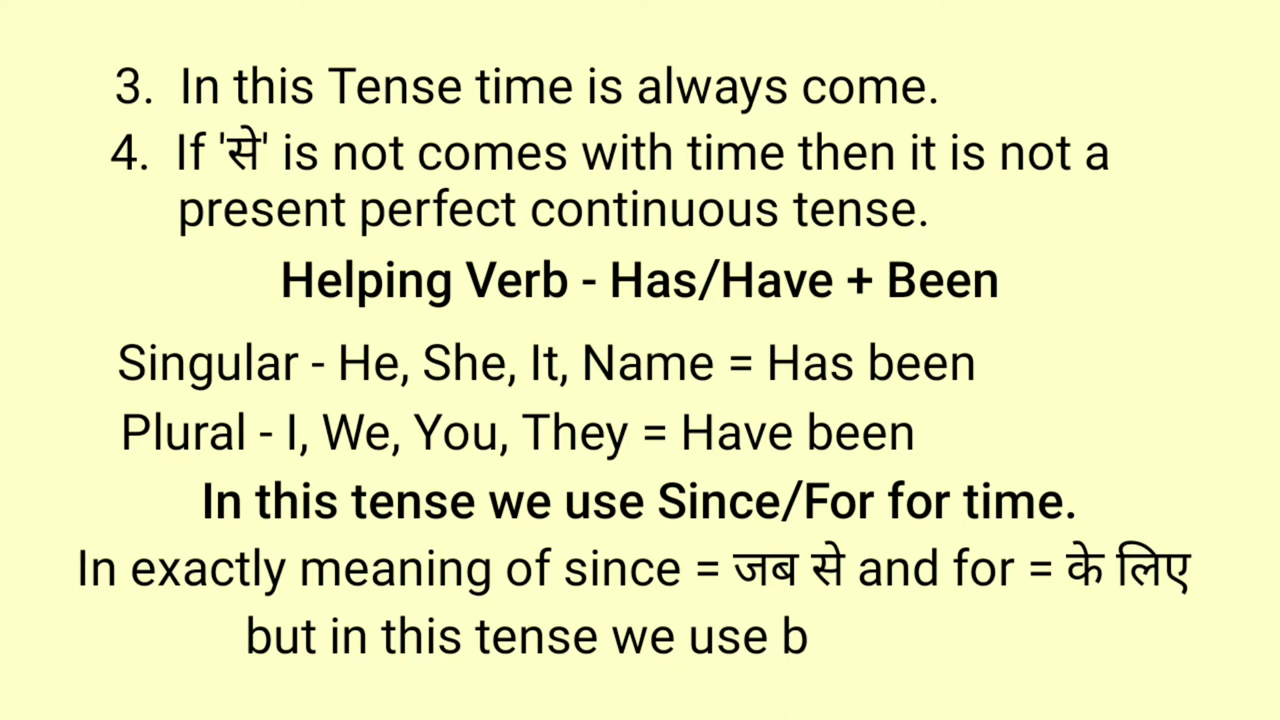 3. In this Tense time is always come.
4. If 'से' is not comes with time then it is not a
present perfect continuous tense.
Helping Verb - Has/Have + Been
Singular - He, She, It, Name = Has been
Plural - I, We, You, They = Have been
In this tense we use Since/For for time.
In exactly meaning of since = जब से and for = के लिए
but in this tense we use b